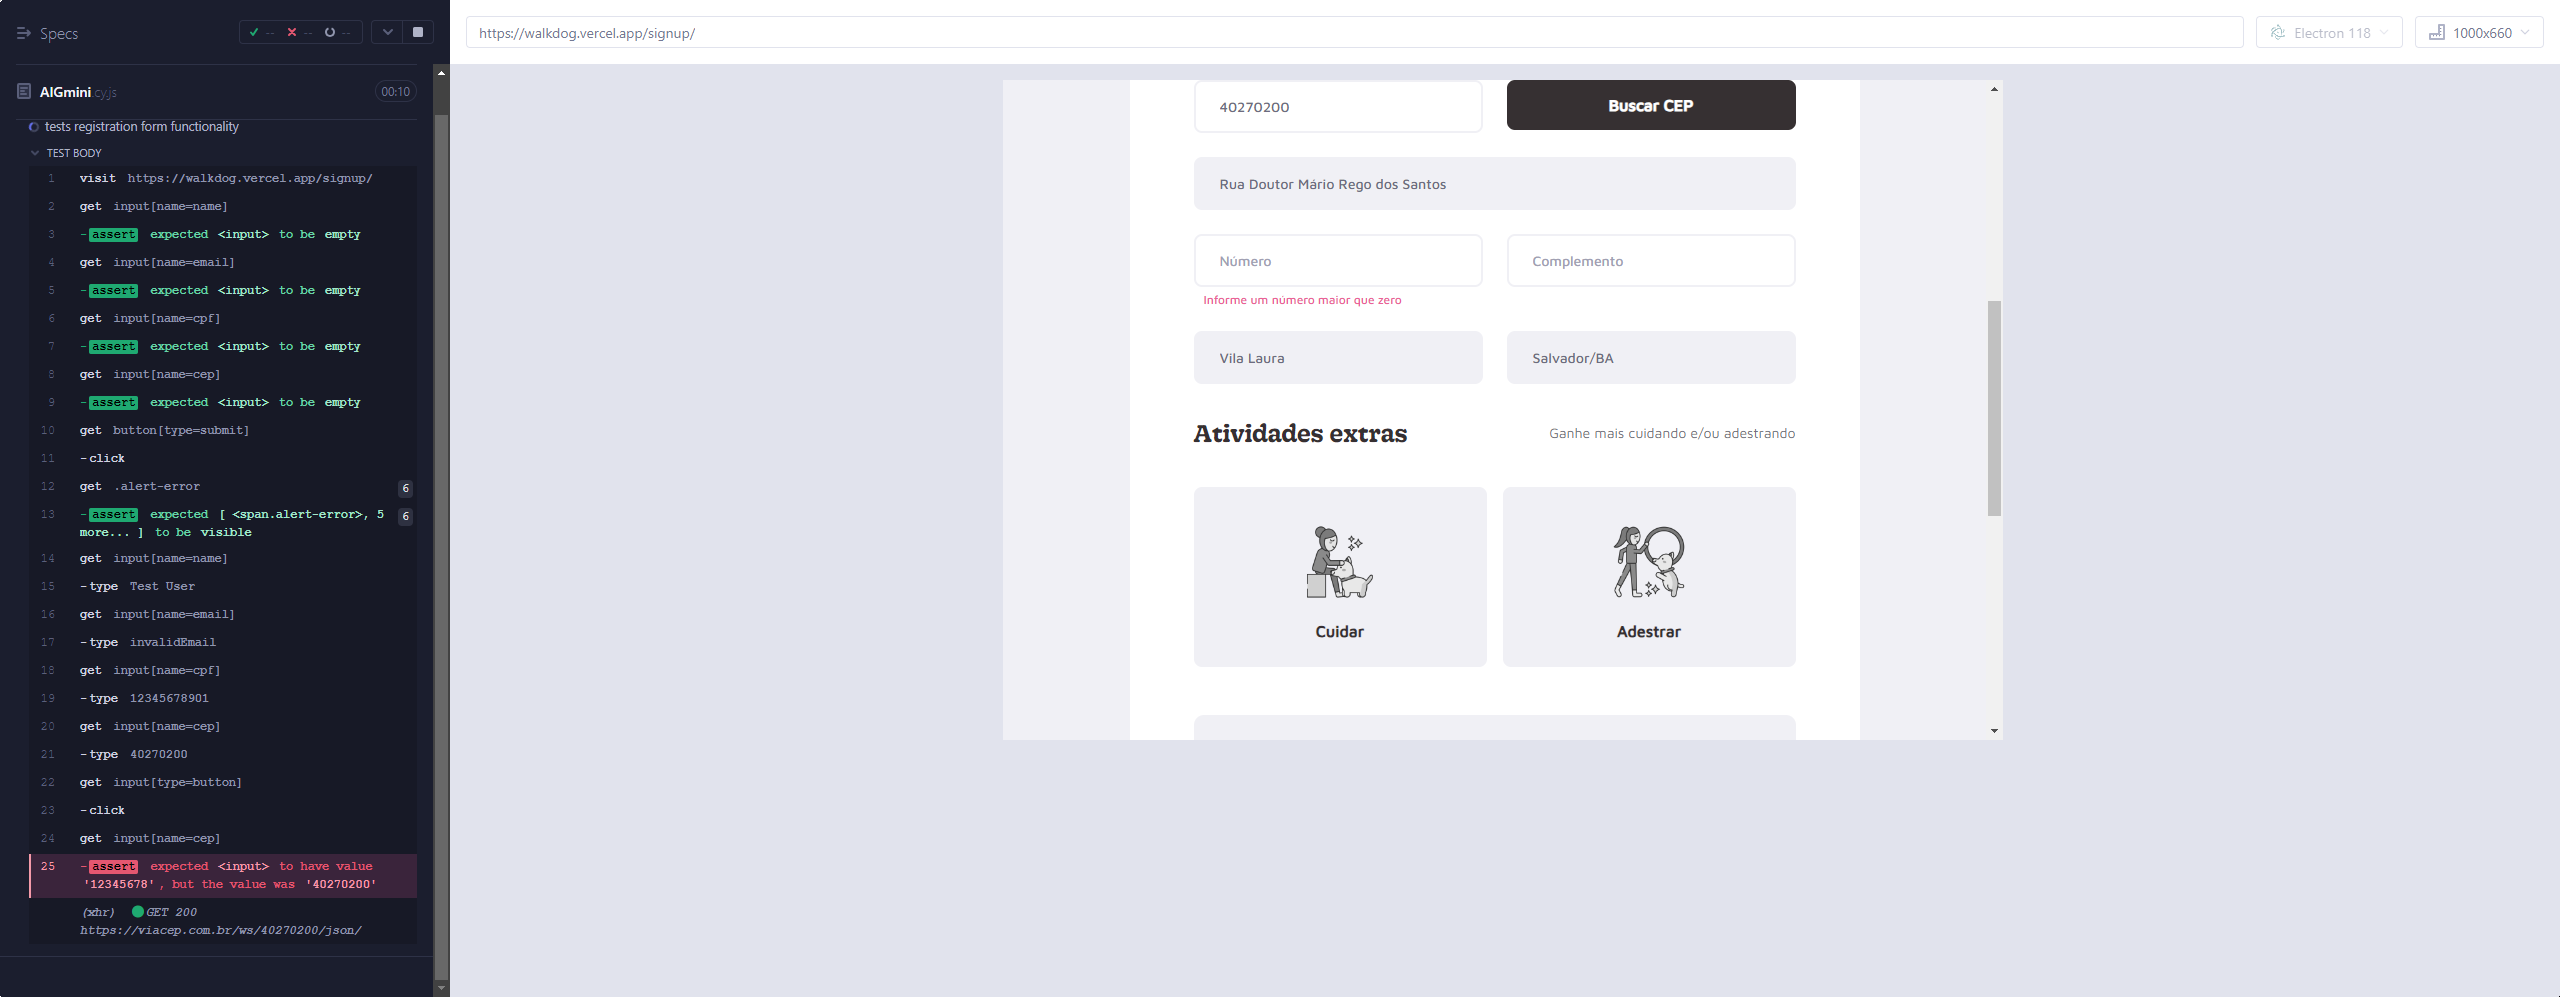 Specs
-- -- --
AIGmini.cy.js 00:10
tests registration form functionality
TEST BODY
1 visit https://walkdog.vercel.app/signup/
2 get input[name=name]
3 -assert expected <input> to be empty
4 get input[name=email]
5 -assert expected <input> to be empty
6 get input[name=cpf]
7 -assert expected <input> to be empty
8 get input[name=cep]
9 -assert expected <input> to be empty
10 get button[type=submit]
11 -click
12 get .alert-error 6
13 -assert expected [ <span.alert-error>, 5 6
more... ] to be visible
14 get input[name=name]
15 -type Test User
16 get input[name=email]
17 -type invalidEmail
18 get input[name=cpf]
19 -type 12345678901
20 get input[name=cep]
21 -type 40270200
22 get input[type=button]
23 -click
24 get input[name=cep]
25 -assert expected <input> to have value
'12345678', but the value was '40270200'
(xhr) GET 200
https://viacep.com.br/ws/40270200/json/
https://walkdog.vercel.app/signup/
Electron 118
1000x660
40270200
Buscar CEP
Rua Doutor Mário Rego dos Santos
Número
Complemento
Informe um número maior que zero
Vila Laura
Salvador/BA
Atividades extras
Ganhe mais cuidando e/ou adestrando
Cuidar
Adestrar